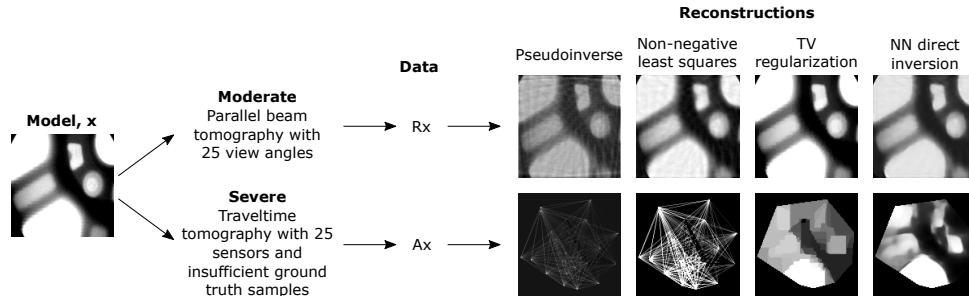 Reconstructions
Pseudoinverse
Non-negative
least squares
TV
regularization
NN direct
inversion
Data
Model, x
Moderate
Parallel beam
tomography with
25 view angles
Rx
Severe
Traveltime
tomography with 25
sensors and
insufficient ground
truth samples
Ax